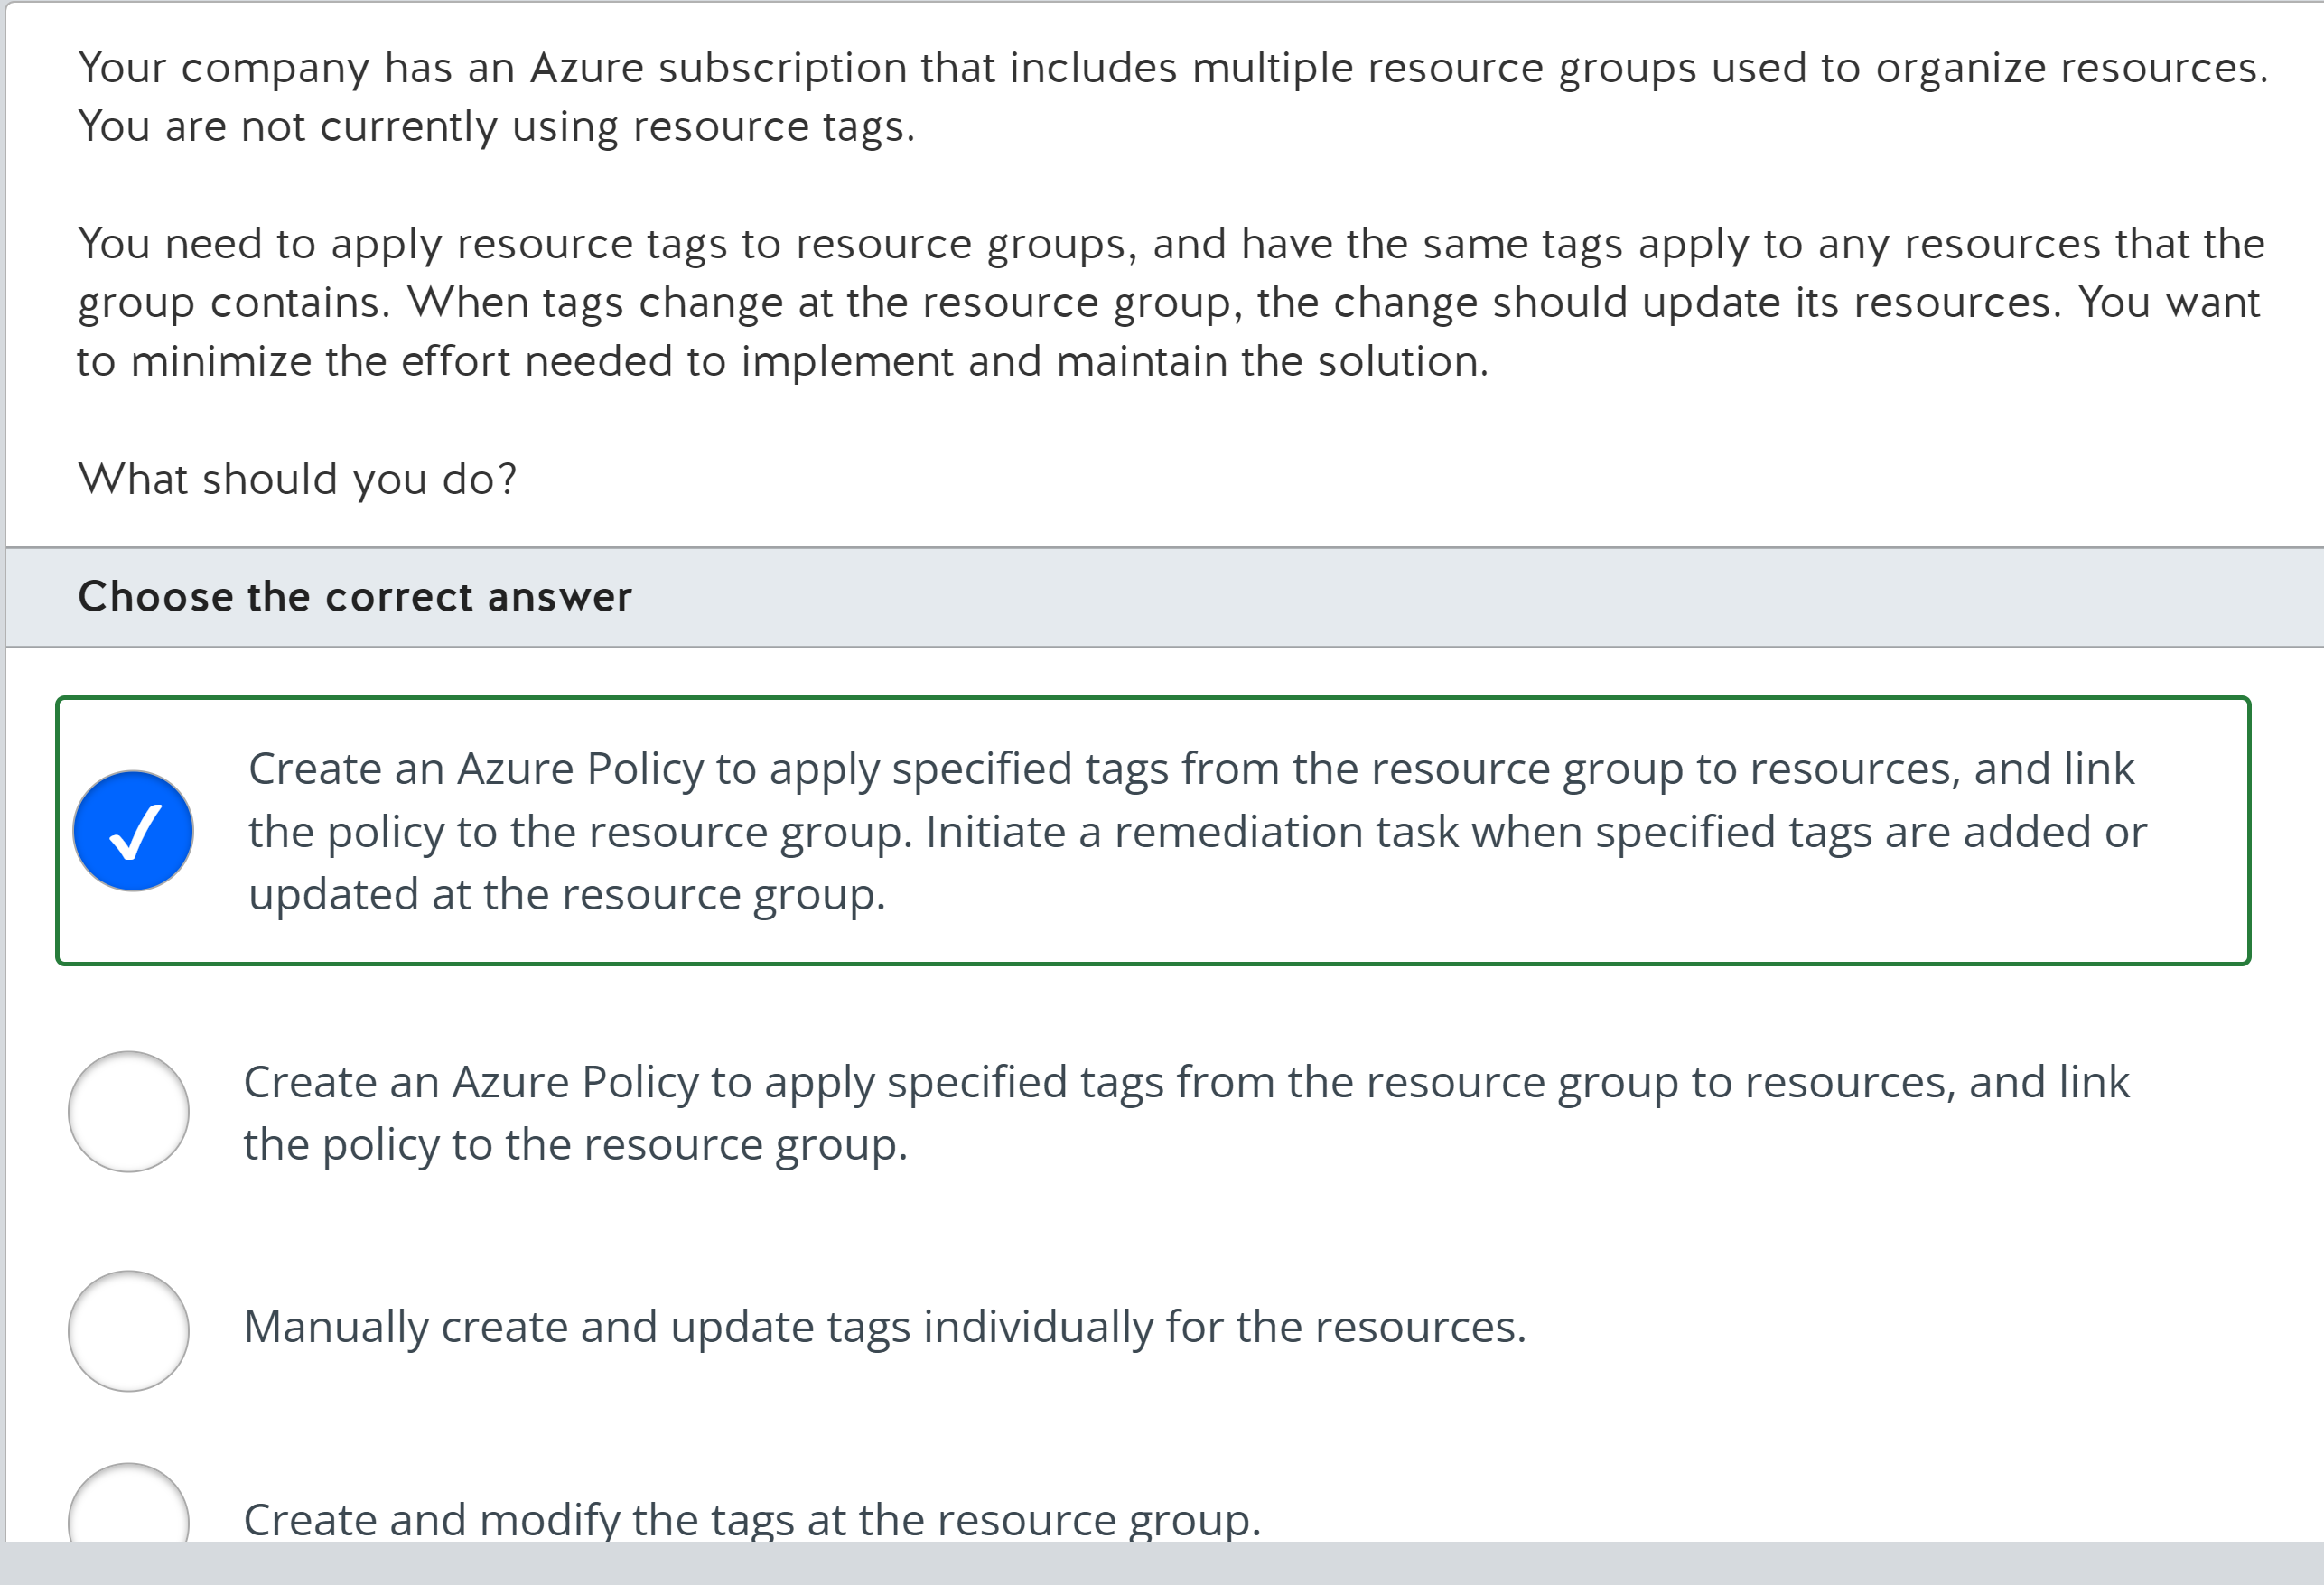 Your company has an Azure subscription that includes multiple resource groups used to organize resources.
You are not currently using resource tags.
You need to apply resource tags to resource groups, and have the same tags apply to any resources that the
group contains. When tags change at the resource group, the change should update its resources. You want
to minimize the effort needed to implement and maintain the solution.
What should you do?
Choose the correct answer
Create an Azure Policy to apply specified tags from the resource group to resources, and link
the policy to the resource group. Initiate a remediation task when specified tags are added or
updated at the resource group.
Create an Azure Policy to apply specified tags from the resource group to resources, and link
the policy to the resource group.
Manually create and update tags individually for the resources.
Create and modify the tags at the resource group.